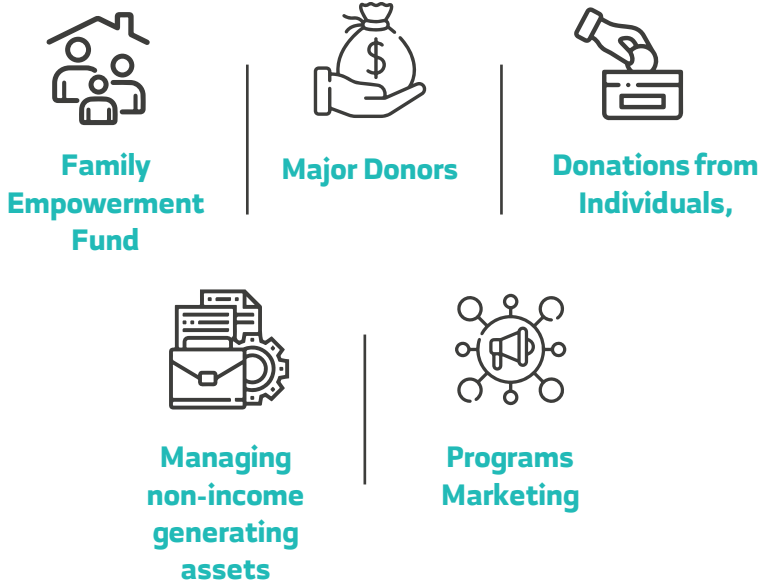 $
Family
Empowerment
Fund
Major Donors
Donations from
Individuals,
Managing
non-income
generating
assets
Programs
Marketing